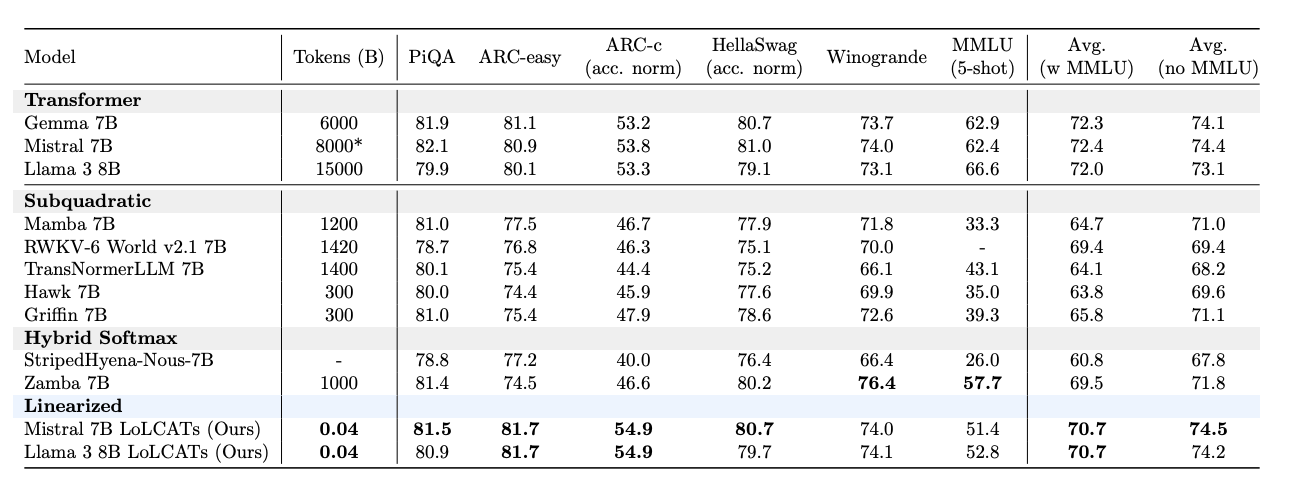 Model Tokens (B) PiQA ARC-easy ARC-c (acc. norm) HellaSwag (acc. norm) Winogrande MMLU (5-shot) Avg. (w MMLU) Avg. (no MMLU)
Transformer
Gemma 7B 6000 81.9 81.1 53.2 80.7 73.7 62.9 72.3 74.1
Mistral 7B 8000* 82.1 80.9 53.8 81.0 74.0 62.4 72.4 74.4
Llama 3 8B 15000 79.9 80.1 53.3 79.1 73.1 66.6 72.0 73.1
Subquadratic
Mamba 7B 1200 81.0 77.5 46.7 77.9 71.8 33.3 64.7 71.0
RWKV-6 World v2.1 7B 1420 78.7 76.8 46.3 75.1 70.0 - 69.4 69.4
TransNormerLLM 7B 1400 80.1 75.4 44.4 75.2 66.1 43.1 64.1 68.2
Hawk 7B 300 80.0 74.4 45.9 77.6 69.9 35.0 63.8 69.6
Griffin 7B 300 81.0 75.4 47.9 78.6 72.6 39.3 65.8 71.1
Hybrid Softmax
StripedHyena-Nous-7B - 78.8 77.2 40.0 76.4 66.4 26.0 60.8 67.8
Zamba 7B 1000 81.4 74.5 46.6 80.2 76.4 57.7 69.5 71.8
Linearized
Mistral 7B LoLCATs (Ours) 0.04 81.5 81.7 54.9 80.7 74.0 51.4 70.7 74.5
Llama 3 8B LoLCATs (Ours) 0.04 80.9 81.7 54.9 79.7 74.1 52.8 70.7 74.2